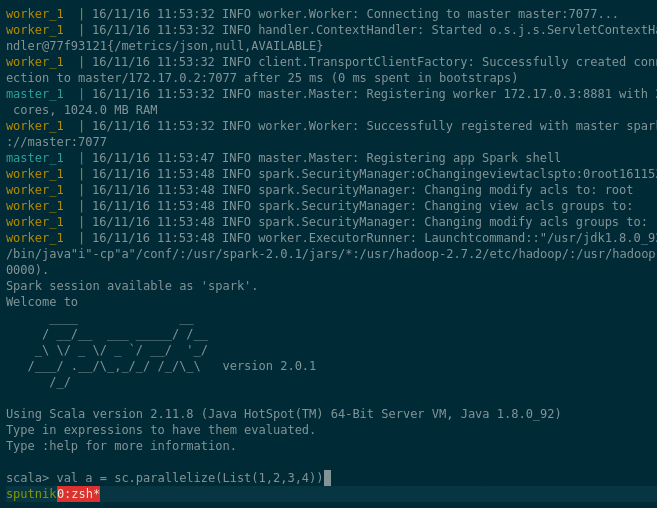 worker_1  | 16/11/16 11:53:32 INFO worker.Worker: Connecting to master master:7077...
worker_1  | 16/11/16 11:53:32 INFO handler.ContextHandler: Started o.s.j.s.ServletContextHa
ndler@77f93121{/metrics/json,null,AVAILABLE}
worker_1  | 16/11/16 11:53:32 INFO client.TransportClientFactory: Successfully created conn
ection to master/172.17.0.2:7077 after 25 ms (0 ms spent in bootstraps)
master_1  | 16/11/16 11:53:32 INFO master.Master: Registering worker 172.17.0.3:8881 with
 cores, 1024.0 MB RAM
worker_1  | 16/11/16 11:53:32 INFO worker.Worker: Successfully registered with master spark
://master:7077
master_1  | 16/11/16 11:53:47 INFO master.Master: Registering app Spark shell
worker_1  | 16/11/16 11:53:48 INFO spark.SecurityManager:oChangingeviewtaclspto:0root16115
worker_1  | 16/11/16 11:53:48 INFO spark.SecurityManager: Changing modify acls to: root
worker_1  | 16/11/16 11:53:48 INFO spark.SecurityManager: Changing view acls groups to:
worker_1  | 16/11/16 11:53:48 INFO spark.SecurityManager: Changing modify acls groups to:
worker_1  | 16/11/16 11:53:48 INFO worker.ExecutorRunner: Launchtcommand::"/usr/jdk1.8.0_92
/bin/java"i"-cp"a"/conf/:/usr/spark-2.0.1/jars/*:/usr/hadoop-2.7.2/etc/hadoop/:/usr/hadoop
0000).
Spark session available as 'spark'.
Welcome to
      ____              __
     / __/__  ___ _____/ /__
    _\ \/ _ \/ _ `/ __/  '_/
   /___/ .__/\_,_/_/ /_/\_\   version 2.0.1
      /_/
Using Scala version 2.11.8 (Java HotSpot(TM) 64-Bit Server VM, Java 1.8.0_92)
Type in expressions to have them evaluated.
Type :help for more information.
scala> val a = sc.parallelize(List(1,2,3,4))
sputnik 0:zsh*